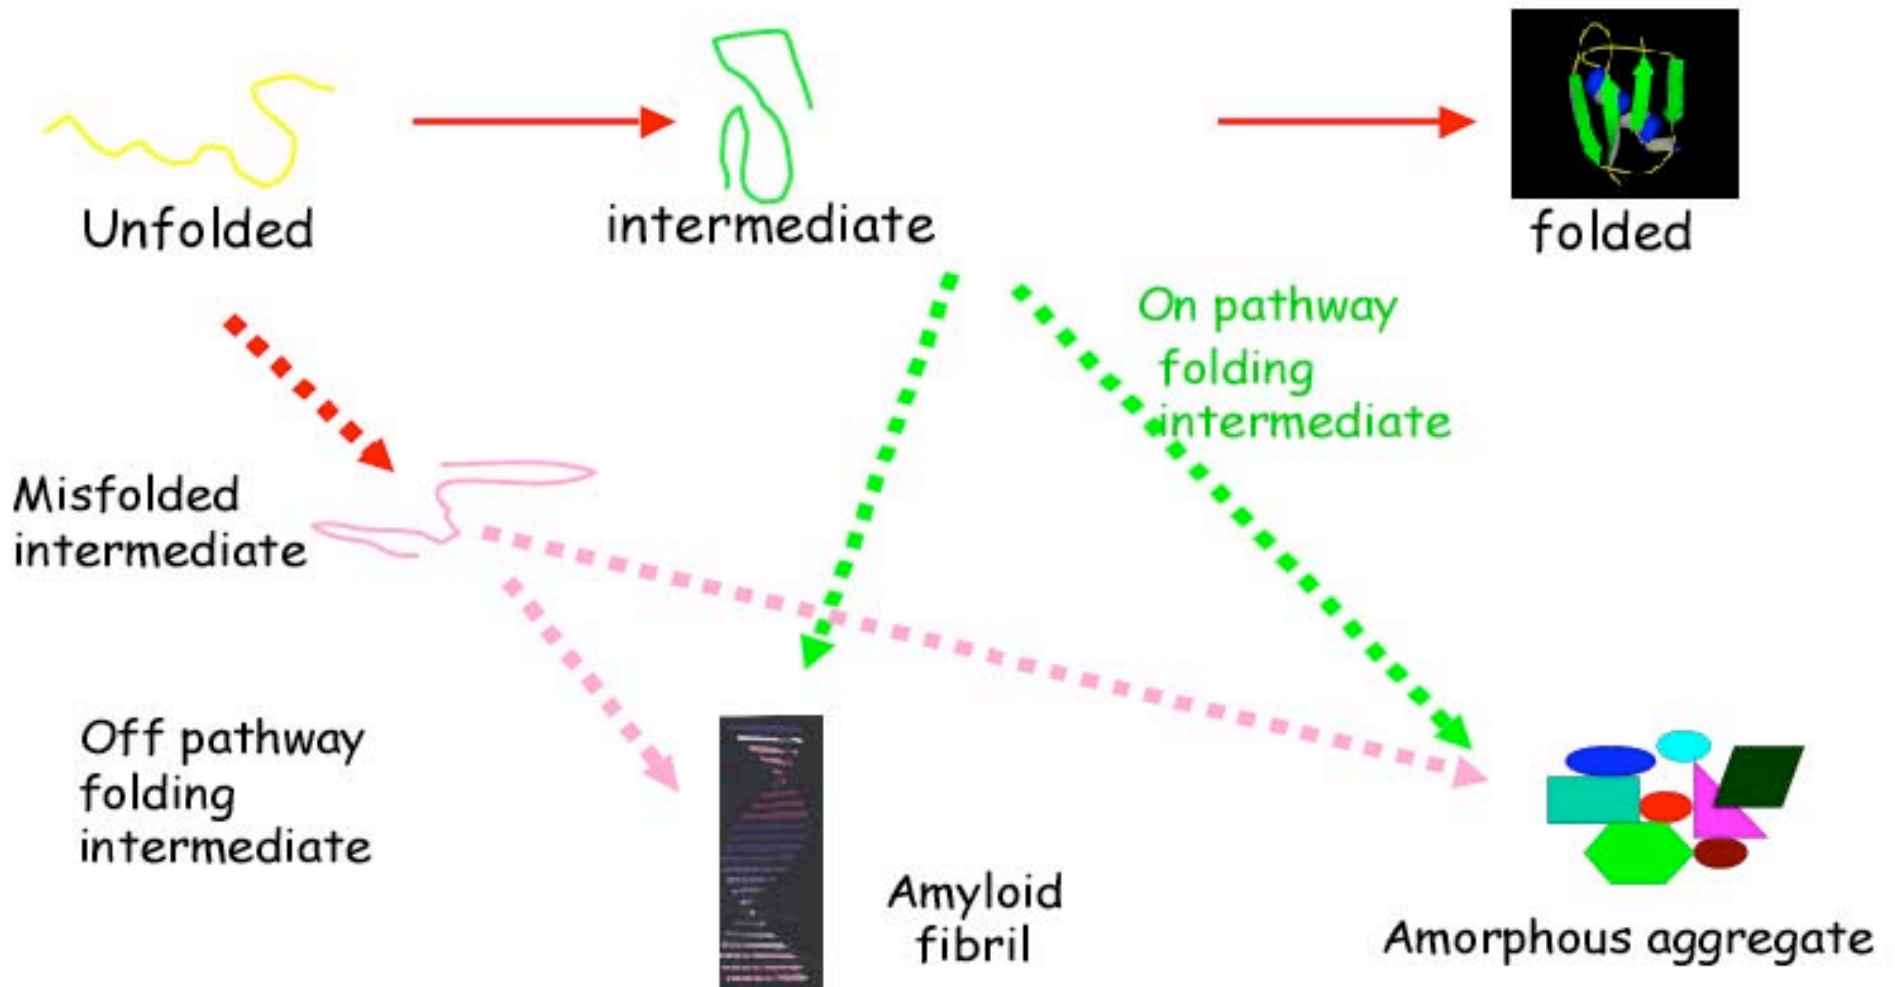 Unfolded
intermediate
folded
On pathway
folding
intermediate
Misfolded
intermediate
Off pathway
folding
intermediate
Amyloid
fibril
Amorphous aggregate